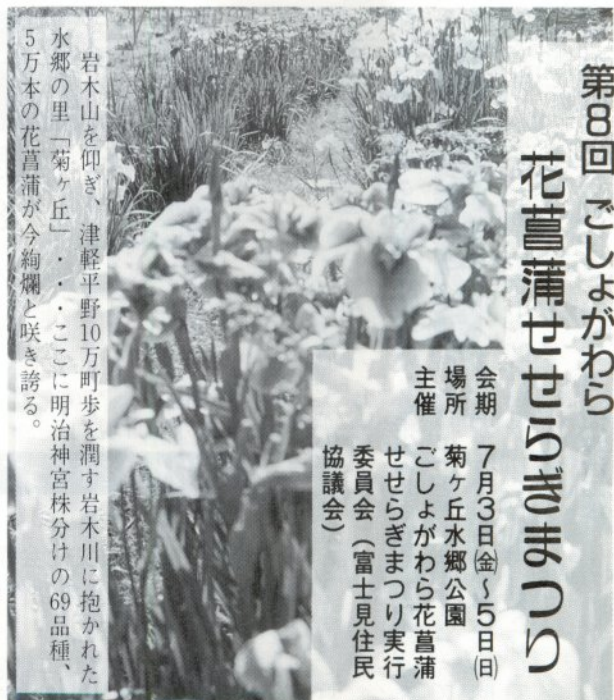 第8回 ごしょがわら
花菖蒲せせらぎまつり
会期 7月3日㈮～5日㈰
場所 菊ヶ丘水郷公園
主催 ごしょがわら花菖蒲
せせらぎまつり実行
委員会（富士見住民
協議会）
岩木山を仰ぎ、津軽平野10万町歩を潤す岩木川に抱かれた
水郷の里「菊ヶ丘」・・・ここに明治神宮株分けの69品種、
5万本の花菖蒲が今絢爛と咲き誇る。